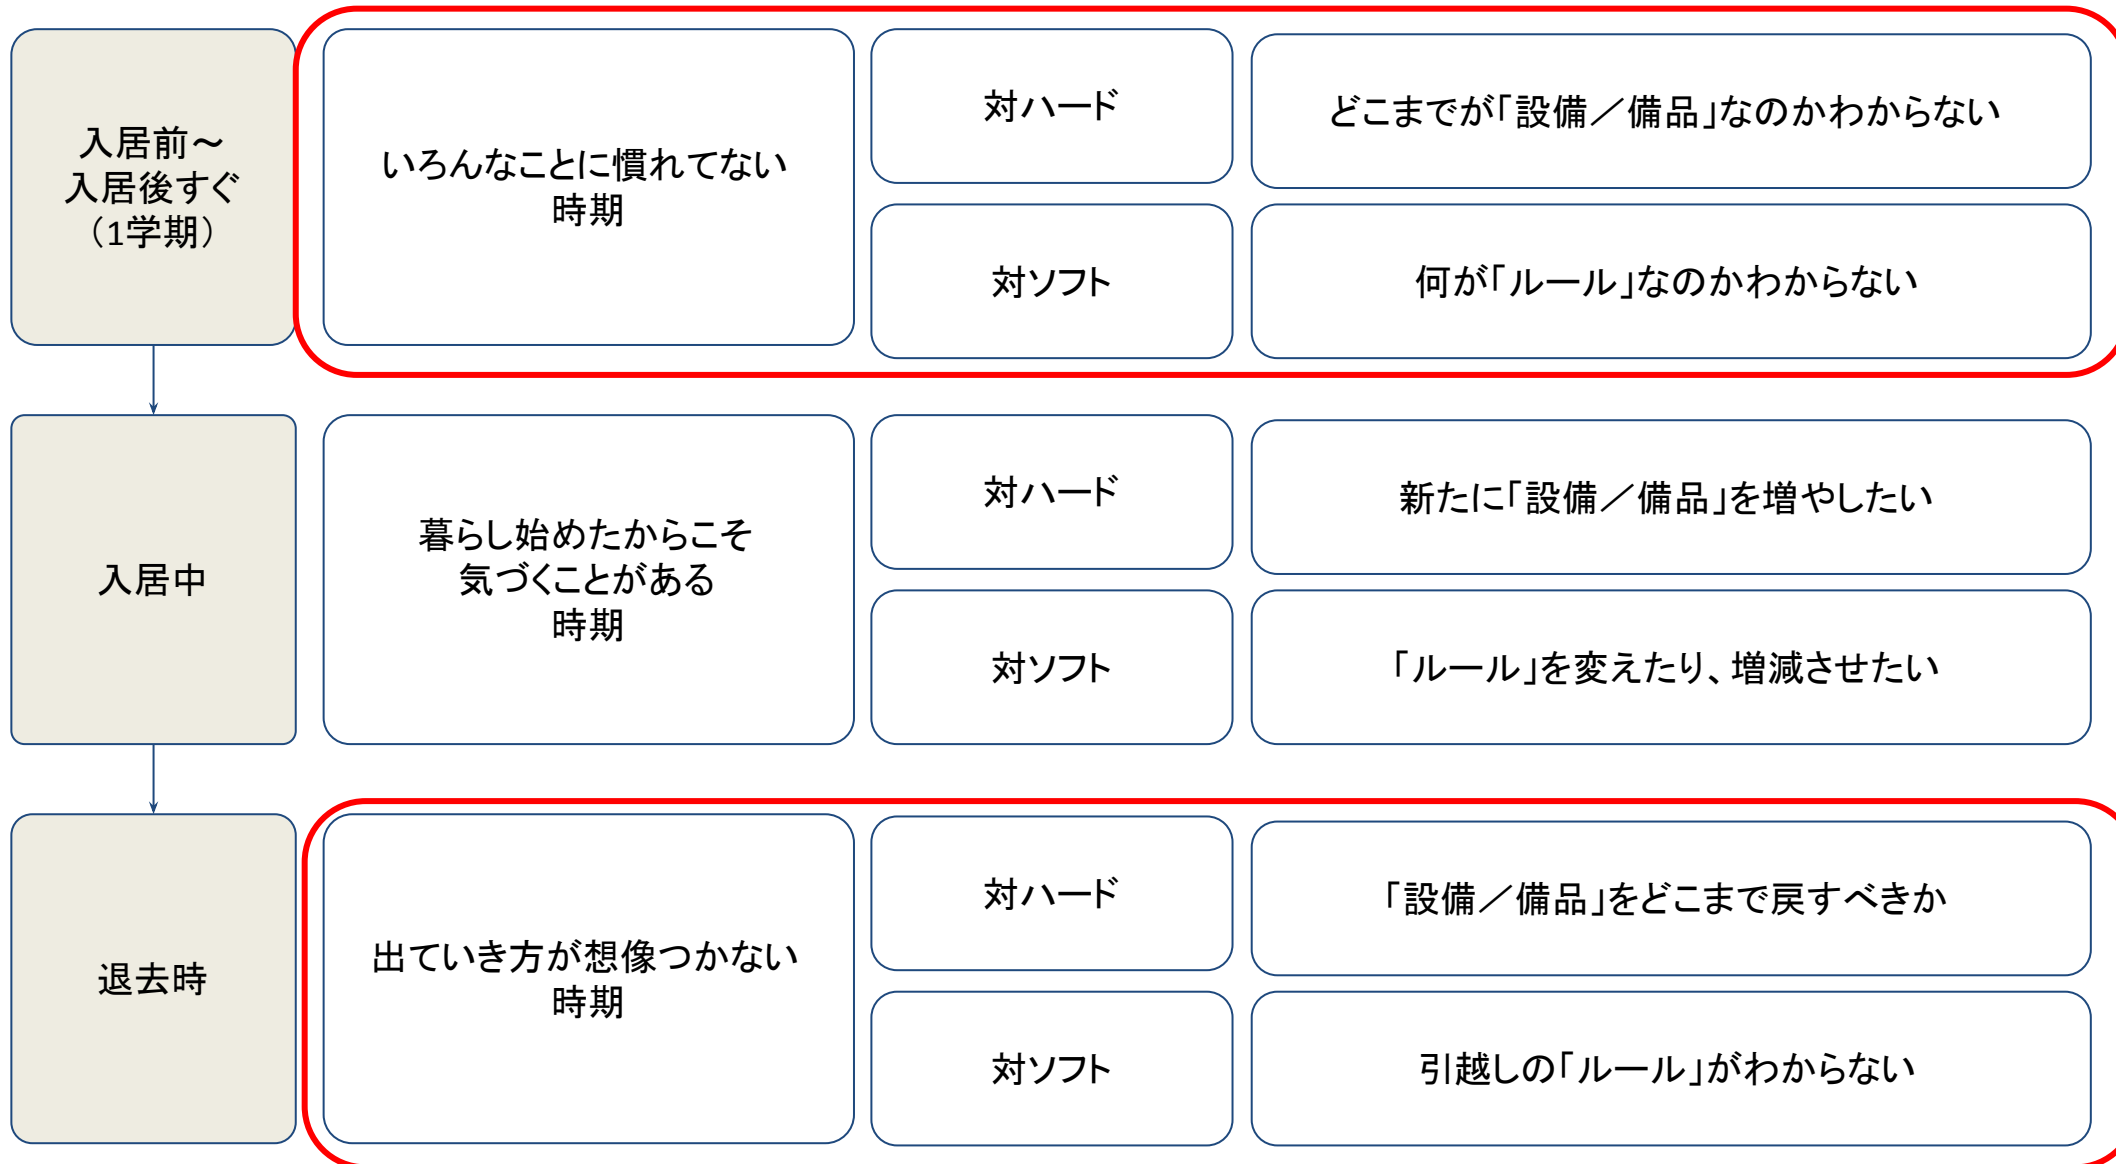 入居前～
入居後すぐ
（1学期）
いろんなことに慣れてない
時期
対ハード
どこまでが「設備／備品」なのかわからない
対ソフト
何が「ルール」なのかわからない
入居中
暮らし始めたからこそ
気づくことがある
時期
対ハード
新たに「設備／備品」を増やしたい
対ソフト
「ルール」を変えたり、増減させたい
退去時
出ていき方が想像つかない
時期
対ハード
「設備／備品」をどこまで戻すべきか
対ソフト
引越しの「ルール」がわからない